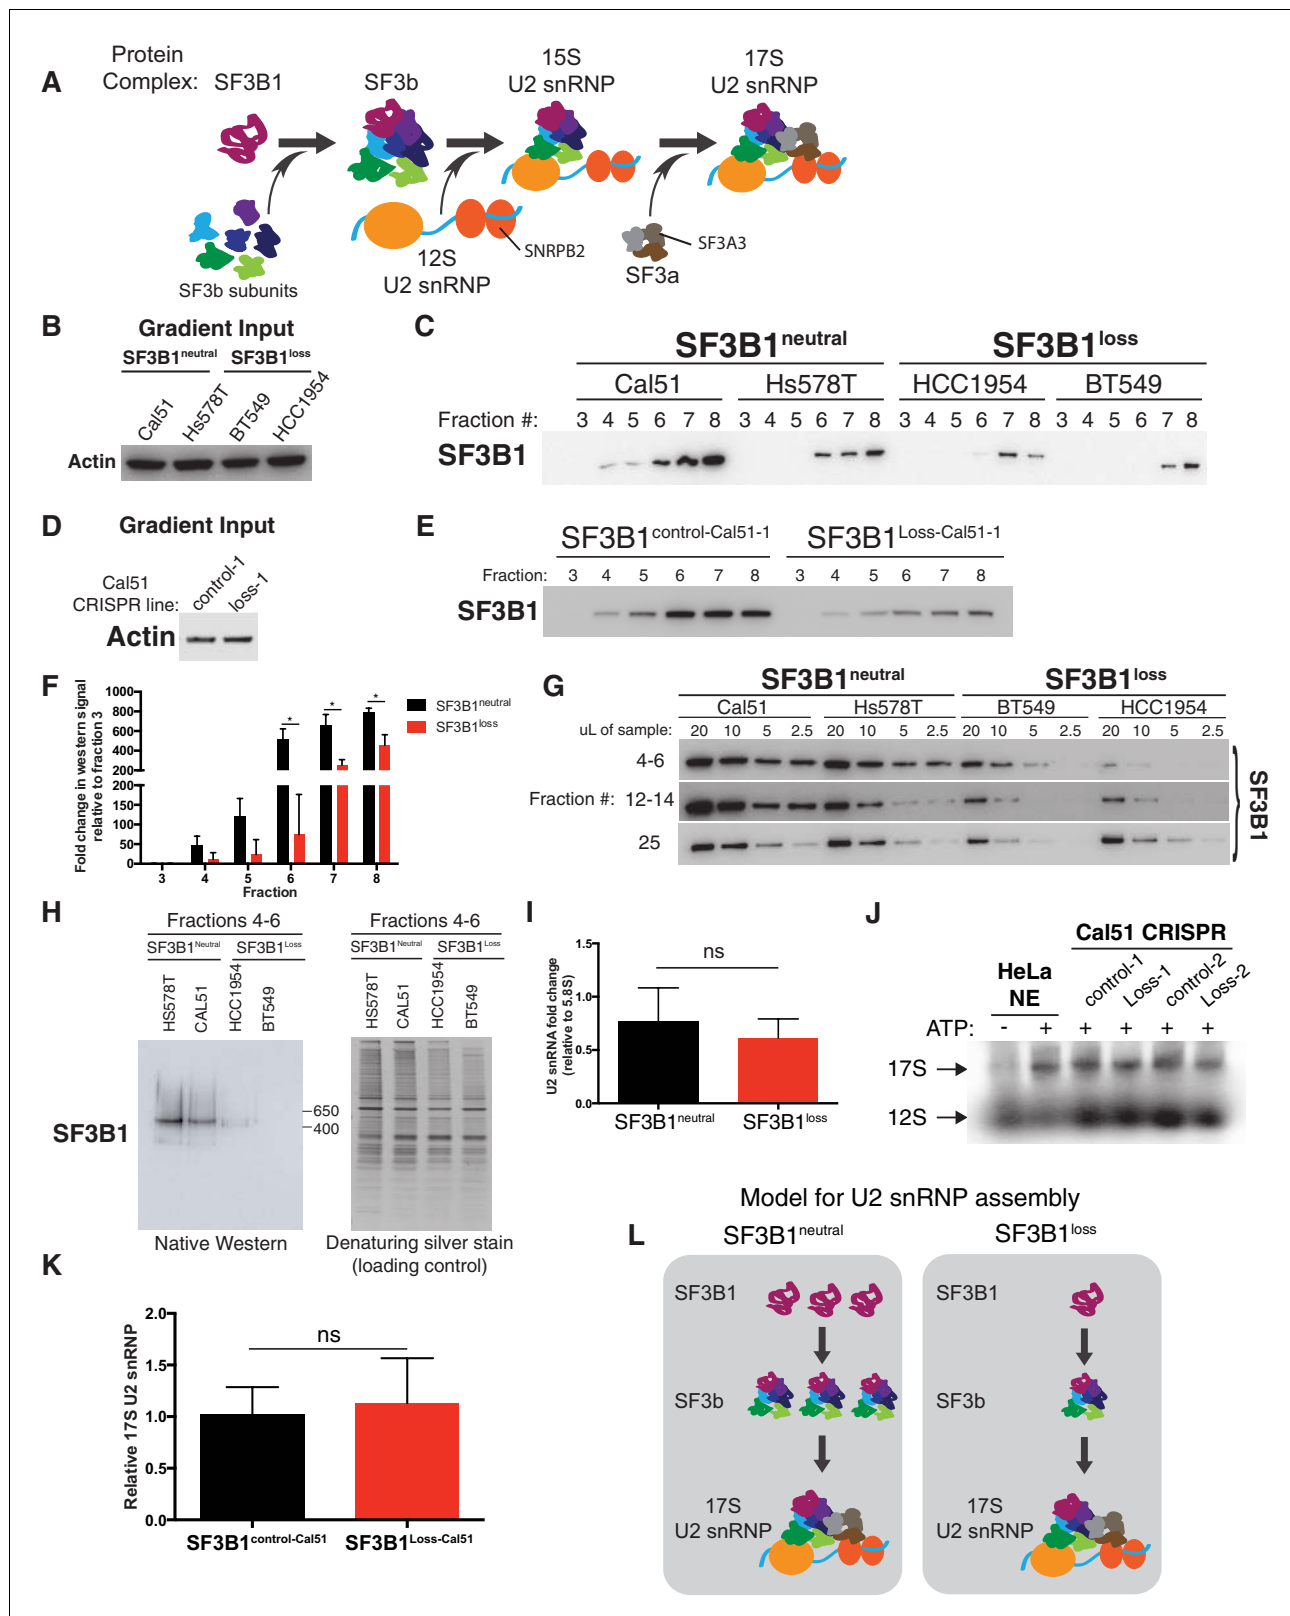 A
Protein
Complex:
SF3B1
SF3b
15S
U2 snRNP
17S
U2 snRNP
SF3b subunits
12S
U2 snRNP
SNRPB2
SF3a
SF3A3
B
Gradient Input
SF3B1neutral SF3B1loss
Cal51 Hs578T BT549 HCC1954
Actin
C
SF3B1neutral SF3B1loss
Cal51 Hs578T HCC1954 BT549
Fraction #: 3 4 5 6 7 8 3 4 5 6 7 8 3 4 5 6 7 8 3 4 5 6 7 8
SF3B1
D
Gradient Input
Cal51
CRISPR line: control-1 loss-1
Actin
E
SF3B1control-Cal51-1 SF3B1Loss-Cal51-1
Fraction: 3 4 5 6 7 8 3 4 5 6 7 8
SF3B1
F
Fold change in western signal
relative to fraction 3
1000
800
600
400
200
200
150
100
50
0
* * *
3 4 5 6 7 8
Fraction
SF3B1neutral
SF3B1loss
G
SF3B1neutral SF3B1loss
Cal51 Hs578T BT549 HCC1954
uL of sample: 20 10 5 2.5 20 10 5 2.5 20 10 5 2.5 20 10 5 2.5
4-6
Fraction #: 12-14
25
SF3B1
H
Fractions 4-6 Fractions 4-6
SF3B1Neutral SF3B1Loss SF3B1Neutral SF3B1Loss
HS578T CAL51 HCC1954 BT549 HS578T CAL51 HCC1954 BT549
SF3B1
650
400
Native Western
Denaturing silver stain
(loading control)
I
U2 snRNA fold change
(relative to 5.8S)
1.5
1.0
0.5
0.0
ns
SF3B1neutral SF3B1loss
J
Cal51 CRISPR
HeLa
NE
control-1 Loss-1 control-2 Loss-2
ATP: - + + + + +
17S
12S
K
Relative 17S U2 snRNP
2.0
1.5
1.0
0.5
0.0
ns
SF3B1control-Cal51 SF3B1Loss-Cal51
L
Model for U2 snRNP assembly
SF3B1neutral SF3B1loss
SF3B1 SF3B1
SF3b SF3b
17S 17S
U2 snRNP U2 snRNP